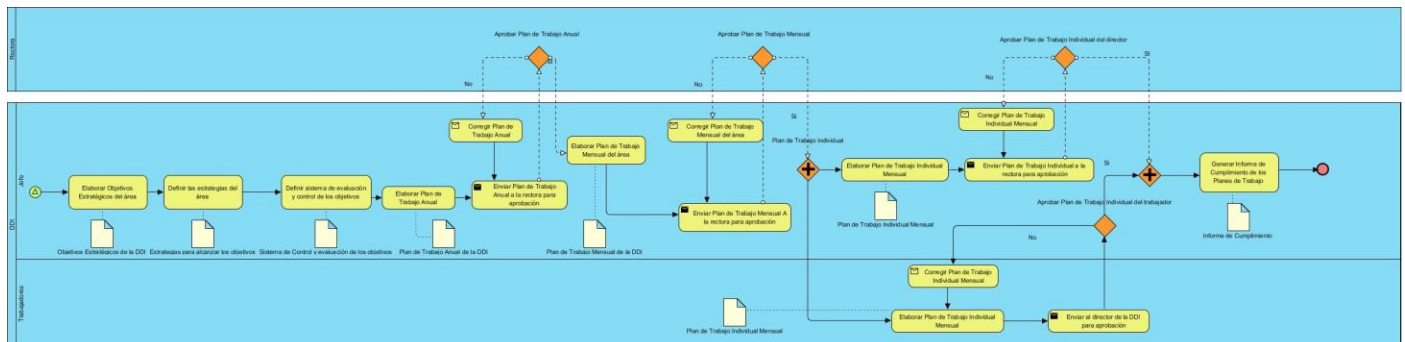 Rectora
Aprobar Plan de Trabajo Anual
Si
No
Aprobar Plan de Trabajo Mensual
No
Si
Aprobar Plan de Trabajo Individual del director
No
Si
DDI
Jefe
Elaborar Objetivos
Estratégicos del área
Objetivos Estratégicos de la DDI
Definir las estrategias del
área
Estrategias para alcanzar los objetivos
Definir sistema de evaluación
y control de los objetivos
Sistema de Control y evaluación de los objetivos
Elaborar Plan de
Trabajo Anual
Plan de Trabajo Anual de la DDI
Corregir Plan de
Trabajo Anual
Enviar Plan de Trabajo
Anual a la rectora para
aprobación
Elaborar Plan de Trabajo
Mensual del área
Plan de Trabajo Mensual de la DDI
Corregir Plan de Trabajo
Mensual del área
Enviar Plan de Trabajo Mensual A
la rectora para aprobación
Plan de Trabajo Individual
Elaborar Plan de Trabajo Individual
Mensual
Plan de Trabajo Individual Mensual
Corregir Plan de Trabajo
Individual Mensual
Enviar Plan de Trabajo Individual a la
rectora para aprobación
Si
Aprobar Plan de Trabajo Individual del trabajador
No
Generar Informe de
Cumplimiento de los
Planes de Trabajo
Informe de Cumplimiento
Trabajadores
Plan de Trabajo Individual Mensual
Corregir Plan de Trabajo
Individual Mensual
Elaborar Plan de Trabajo Individual
Mensual
Enviar al director de la DDI
para aprobación